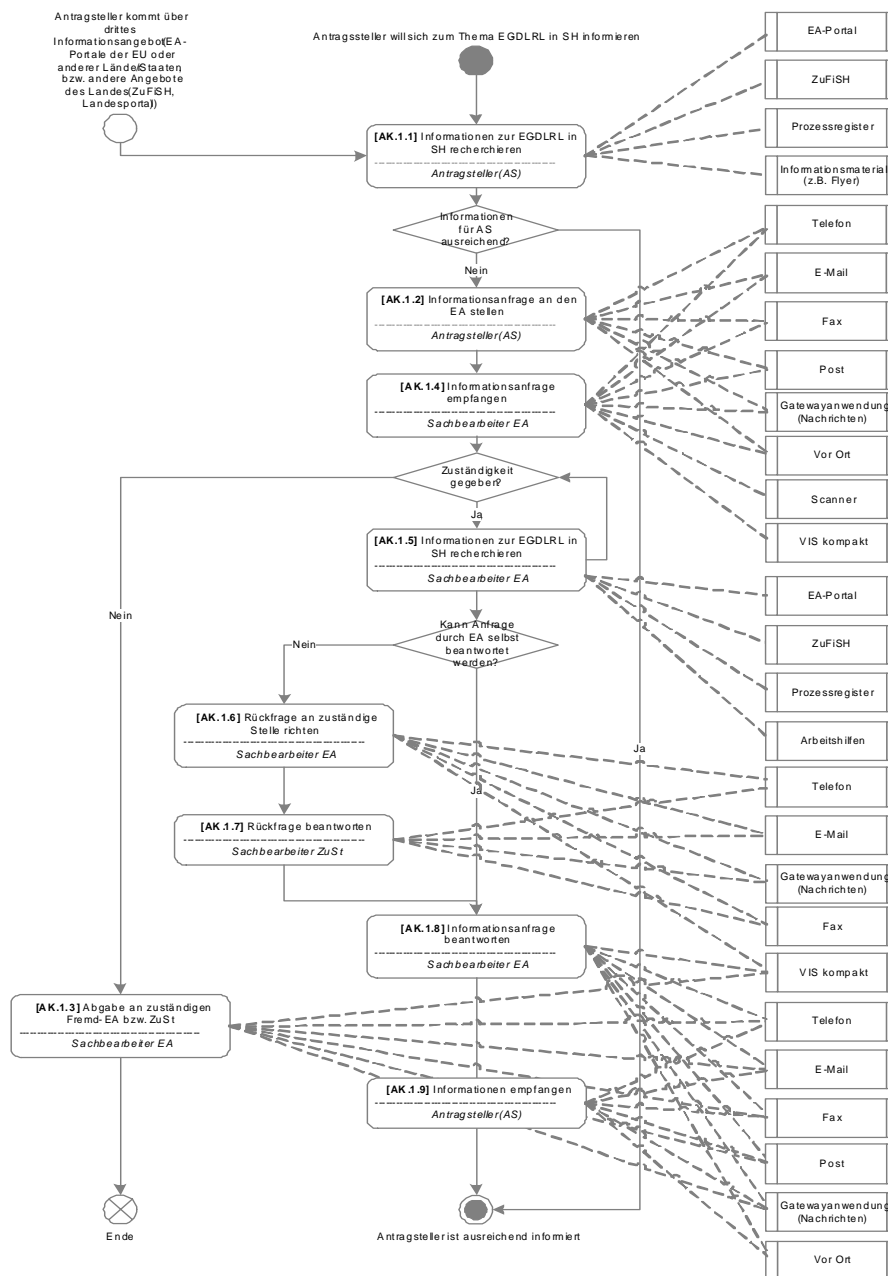 Antragsteller kommt über
drittes
Informationsangebot(EA-
Portale der EU oder
anderer Länder/Staaten,
bzw. andere Angebote
des Landes(ZuFiSH,
Landesportal))
Antragssteller will sich zum Thema EGDLRL in SH informieren
EA-Portal
ZuFiSH
Prozessregister
Informationsmaterial
(z.B. Flyer)
[AK.1.1] Informationen zur EGDLRL in
SH recherchieren
Antragsteller(AS)
Informationen
für AS
ausreichend?
Nein
Telefon
E-Mail
Fax
Post
Gatewayanwendung
(Nachrichten)
Vor Ort
Scanner
VIS kompakt
[AK.1.2] Informationsanfrage an den
EA stellen
Antragsteller(AS)
[AK.1.4] Informationsanfrage
empfangen
Sachbearbeiter EA
Zuständigkeit
gegeben?
Ja
[AK.1.5] Informationen zur EGDLRL in
SH recherchieren
Sachbearbeiter EA
EA-Portal
ZuFiSH
Prozessregister
Arbeitshilfen
Nein
Kann Anfrage
durch EA selbst
beantwortet
werden?
Nein
[AK.1.6] Rückfrage an zuständige
Stelle richten
Sachbearbeiter EA
Ja
Ja
[AK.1.7] Rückfrage beantworten
Sachbearbeiter ZuSt
Telefon
E-Mail
Gatewayanwendung
(Nachrichten)
Fax
VIS kompakt
[AK.1.8] Informationsanfrage
beantworten
Sachbearbeiter EA
[AK.1.3] Abgabe an zuständigen
Fremd-EA bzw. ZuSt
Sachbearbeiter EA
[AK.1.9] Informationen empfangen
Antragsteller(AS)
Telefon
E-Mail
Fax
Post
Gatewayanwendung
(Nachrichten)
Vor Ort
Ende
Antragsteller ist ausreichend informiert